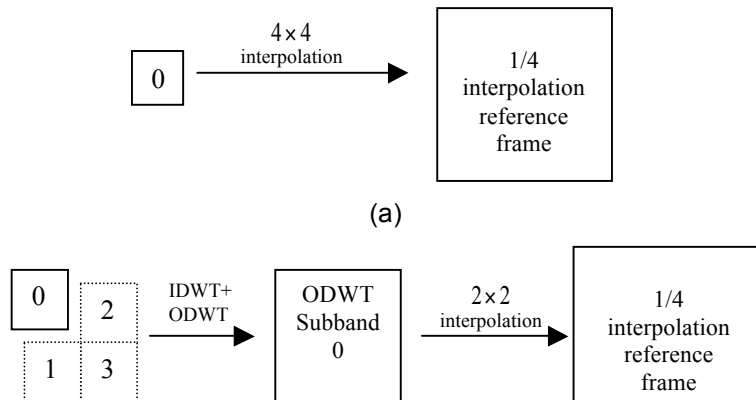 4×4
interpolation
0
1/4
interpolation
reference
frame
(a)
0
2
1
3
IDWT+
ODWT
ODWT
Subband
0
2×2
interpolation
1/4
interpolation
reference
frame